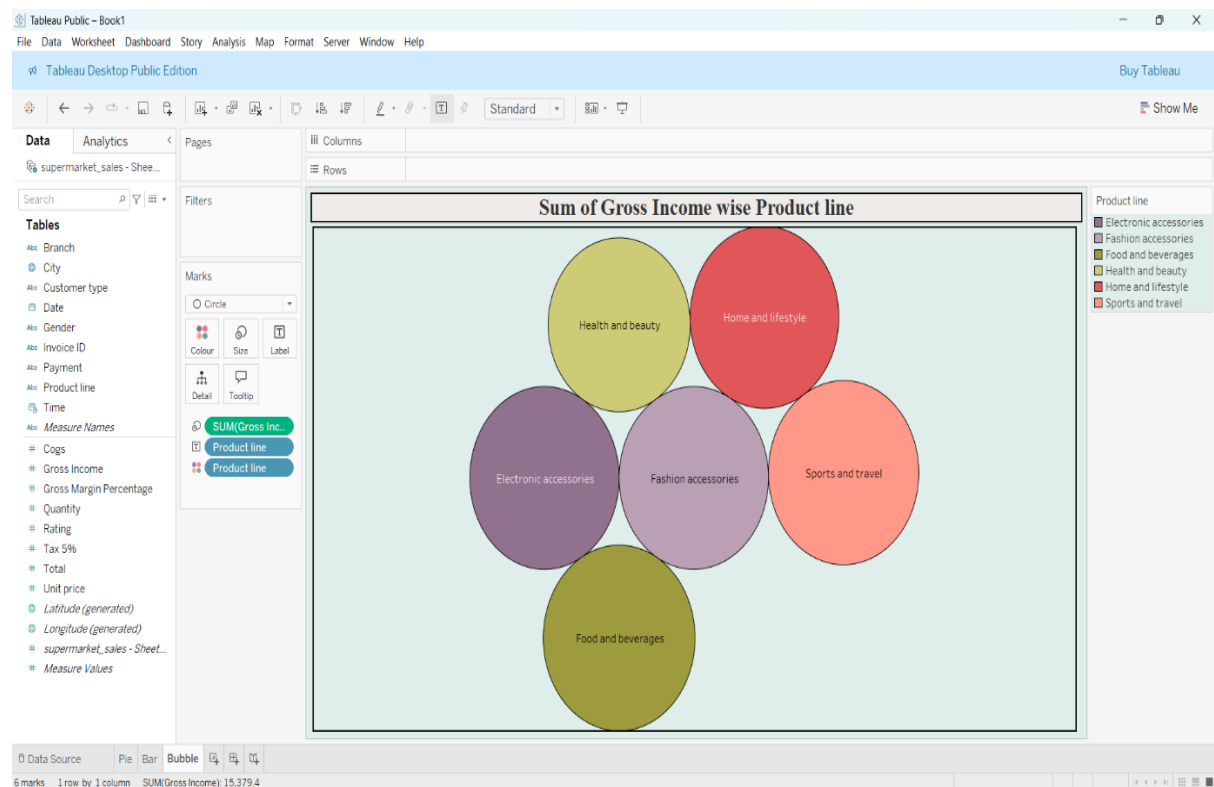 Tableau Public – Book1
File Data Worksheet Dashboard Story Analysis Map Format Server Window Help
Tableau Desktop Public Edition
Buy Tableau
Standard
Show Me
Data Analytics
supermarket_sales - Shee...
Search
Tables
Abc Branch
City
Abc Customer type
Date
Abc Gender
Abc Invoice ID
Abc Payment
Abc Product line
Time
Abc Measure Names
# Cogs
# Gross Income
# Gross Margin Percentage
# Quantity
# Rating
# Tax 5%
# Total
# Unit price
Latitude (generated)
Longitude (generated)
# supermarket_sales - Sheet...
# Measure Values
Pages
Filters
Marks
Circle
Colour Size Label
Detail Tooltip
SUM(Gross Inc..
Product line
Product line
Columns
Rows
Sum of Gross Income wise Product line
Health and beauty
Home and lifestyle
Electronic accessories
Fashion accessories
Sports and travel
Food and beverages
Product line
Electronic accessories
Fashion accessories
Food and beverages
Health and beauty
Home and lifestyle
Sports and travel
Data Source Pie Bar Bubble
6 marks 1 row by 1 column SUM(Gross Income): 15,379.4